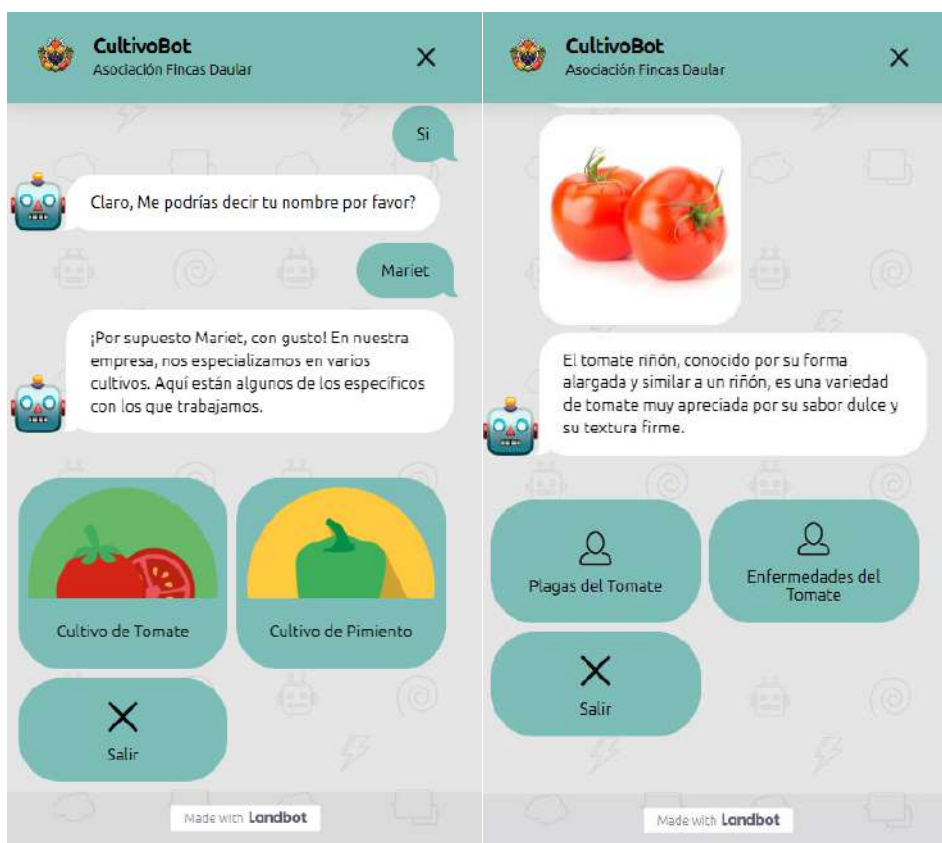 CultivoBot
Asociación Fincas Daular
Si
Claro, Me podrías decir tu nombre por favor?
Mariet
¡Por supuesto Mariet, con gusto! En nuestra
empresa, nos especializamos en varios
cultivos. Aquí están algunos de los específicos
con los que trabajamos.
Cultivo de Tomate
Cultivo de Pimiento
Salir
Made with Landbot
CultivoBot
Asociación Fincas Daular
El tomate riñón, conocido por su forma
alargada y similar a un riñón, es una variedad
de tomate muy apreciada por su sabor dulce y
su textura firme.
Plagas del Tomate
Enfermedades del
Tomate
Salir
Made with Landbot